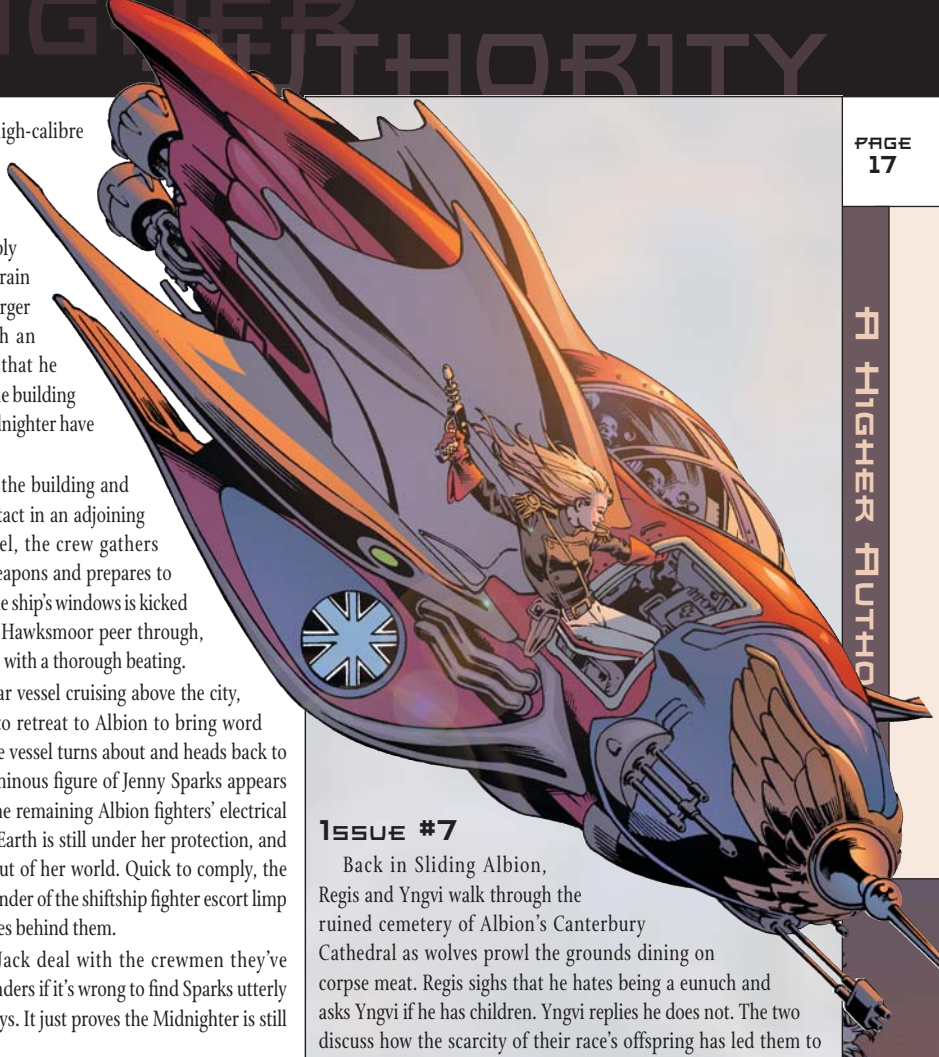 HIGHER
AUTHORITY
PAGE
17
A HIGHER AUTHO
high-calibre
rain
h an
that he
e building
dnighter have
the building and
tact in an adjoining
el, the crew gathers
eapons and prepares to
e ship's windows is kicked
Hawksmoor peer through,
with a thorough beating.
ar vessel cruising above the city,
to retreat to Albion to bring word
e vessel turns about and heads back to
minous figure of Jenny Sparks appears
he remaining Albion fighters' electrical
Earth is still under her protection, and
ut of her world. Quick to comply, the
nder of the shiftship fighter escort limp
es behind them.
Jack deal with the crewmen they've
nders if it's wrong to find Sparks utterly
ys. It just proves the Midnighter is still
Issue #7
Back in Sliding Albion,
Regis and Yngvi walk through the
ruined cemetery of Albion's Canterbury
Cathedral as wolves prowl the grounds dining on
corpse meat. Regis sighs that he hates being a eunuch and
asks Yngvi if he has children. Yngvi replies he does not. The two
discuss how the scarcity of their race's offspring has led them to